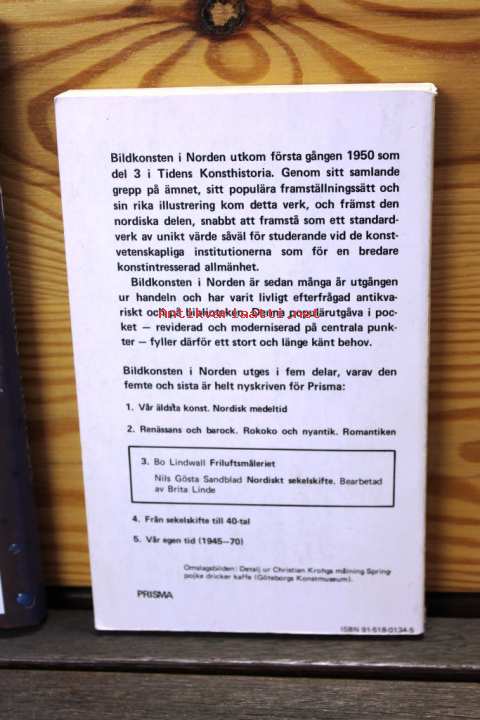 Bildkonsten i Norden utkom första gången 1950 som
del 3 i Tidens Konsthistoria. Genom sitt samlande
grepp på ämnet, sitt populära framställningssätt och
sin rika illustrering kom detta verk, och främst den
nordiska delen, snabbt att framstå som ett standard-
verk av unikt värde såväl för studerande vid de konst-
vetenskapliga institutionerna som för en bredare
konstintresserad allmänhet.
Bildkonsten i Norden är sedan många år utgången
ur handeln och har varit livligt efterfrågad antikva-
riskt och på biblioteken. Denna populärutgåva i poc-
ket – reviderad och moderniserad på centrala punk-
ter – fyller därför ett stort och länge känt behov.
Bildkonsten i Norden utges i fem delar, varav den
femte och sista är helt nyskriven för Prisma:
1. Vår äldsta konst. Nordisk medeltid
2. Renässans och barock. Rokoko och nyantik. Romantiken
3. Bo Lindwall Friluftsmåleriet
Nils Gösta Sandblad Nordiskt sekelskifte. Bearbetad
av Brita Linde
4. Från sekelskifte till 40-tal
5. Vår egen tid (1945–70)
Omslagsbilden: Detalj ur Christian Krohgs målning Spring-
pojke dricker kaffe (Göteborgs Konstmuseum).
PRISMA
ISBN 91-518-0134-5